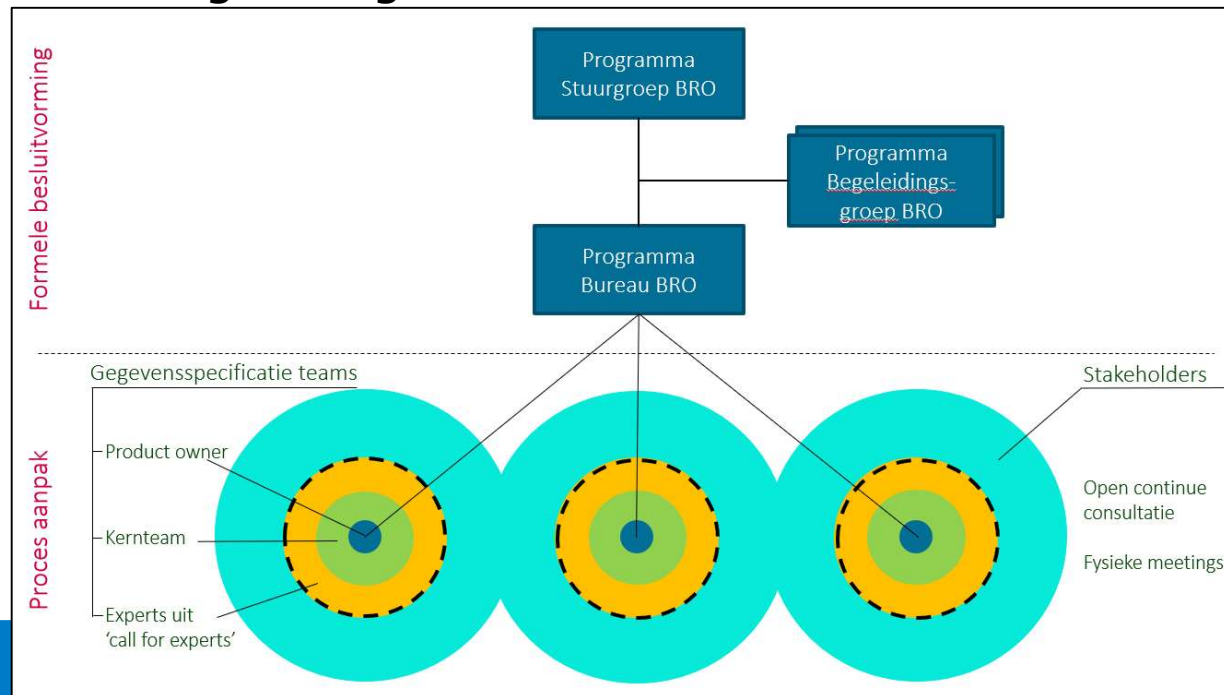 Formele besluitvorming
Programma
Stuurgroep BRO
Programma
Begeleidings-
groep BRO
Programma
Bureau BRO
Proces aanpak
Gegevensspecificatie teams
Product owner
Kernteam
Experts uit
‘call for experts’
Stakeholders
Open continue
consultatie
Fysieke meetings